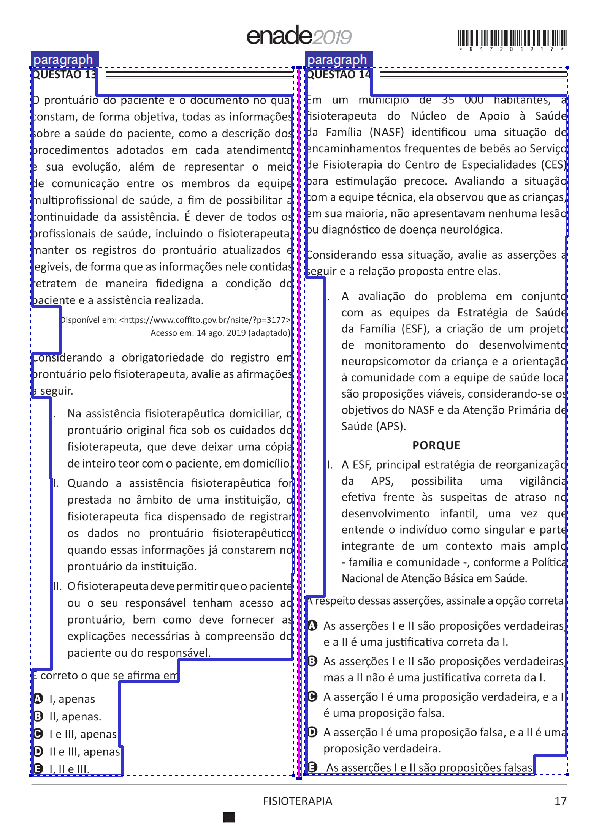 enade2019
paragraph
QUESTÃO 13
O prontuário do paciente é o documento no qual
constam, de forma objetiva, todas as informações
sobre a saúde do paciente, como a descrição dos
procedimentos adotados em cada atendimento
e sua evolução, além de representar o meio
de comunicação entre os membros da equipe
multiprofissional de saúde, a fim de possibilitar a
continuidade da assistência. É dever de todos os
profissionais de saúde, incluindo o fisioterapeuta,
manter os registros do prontuário atualizados e
legíveis, de forma que as informações nele contidas
retratem de maneira fidedigna a condição do
paciente e a assistência realizada.
Disponível em: <https://www.coffito.gov.br/nsite/?p=3177>.
Acesso em: 14 ago. 2019 (adaptado).
Considerando a obrigatoriedade do registro em
prontuário pelo fisioterapeuta, avalie as afirmações
a seguir.
I. Na assistência fisioterapêutica domiciliar, o
prontuário original fica sob os cuidados do
fisioterapeuta, que deve deixar uma cópia
de inteiro teor com o paciente, em domicílio.
II. Quando a assistência fisioterapêutica for
prestada no âmbito de uma instituição, o
fisioterapeuta fica dispensado de registrar
os dados no prontuário fisioterapêutico
quando essas informações já constarem no
prontuário da instituição.
III. O fisioterapeuta deve permitir que o paciente
ou o seu responsável tenham acesso ao
prontuário, bem como deve fornecer as
explicações necessárias à compreensão do
paciente ou do responsável.
É correto o que se afirma em
A I, apenas
B II, apenas.
C I e III, apenas
D II e III, apenas
E I, II e III.
paragraph
QUESTÃO 14
Em um município de 35 000 habitantes, a
fisioterapeuta do Núcleo de Apoio à Saúde
da Família (NASF) identificou uma situação de
encaminhamentos frequentes de bebês ao Serviço
de Fisioterapia do Centro de Especialidades (CES)
para estimulação precoce. Avaliando a situação
com a equipe técnica, ela observou que as crianças,
em sua maioria, não apresentavam nenhuma lesão
ou diagnóstico de doença neurológica.
Considerando essa situação, avalie as asserções a
seguir e a relação proposta entre elas.
I. A avaliação do problema em conjunto
com as equipes da Estratégia de Saúde
da Família (ESF), a criação de um projeto
de monitoramento do desenvolvimento
neuropsicomotor da criança e a orientação
à comunidade com a equipe de saúde local
são proposições viáveis, considerando-se os
objetivos do NASF e da Atenção Primária de
Saúde (APS).
PORQUE
II. A ESF, principal estratégia de reorganização
da APS, possibilita uma vigilância
efetiva frente às suspeitas de atraso no
desenvolvimento infantil, uma vez que
entende o indivíduo como singular e parte
integrante de um contexto mais amplo
- família e comunidade -, conforme a Política
Nacional de Atenção Básica em Saúde.
A respeito dessas asserções, assinale a opção correta.
A As asserções I e II são proposições verdadeiras,
e a II é uma justificativa correta da I.
B As asserções I e II são proposições verdadeiras,
mas a II não é uma justificativa correta da I.
C A asserção I é uma proposição verdadeira, e a II
é uma proposição falsa.
D A asserção I é uma proposição falsa, e a II é uma
proposição verdadeira.
E As asserções I e II são proposições falsas.
FISIOTERAPIA
17